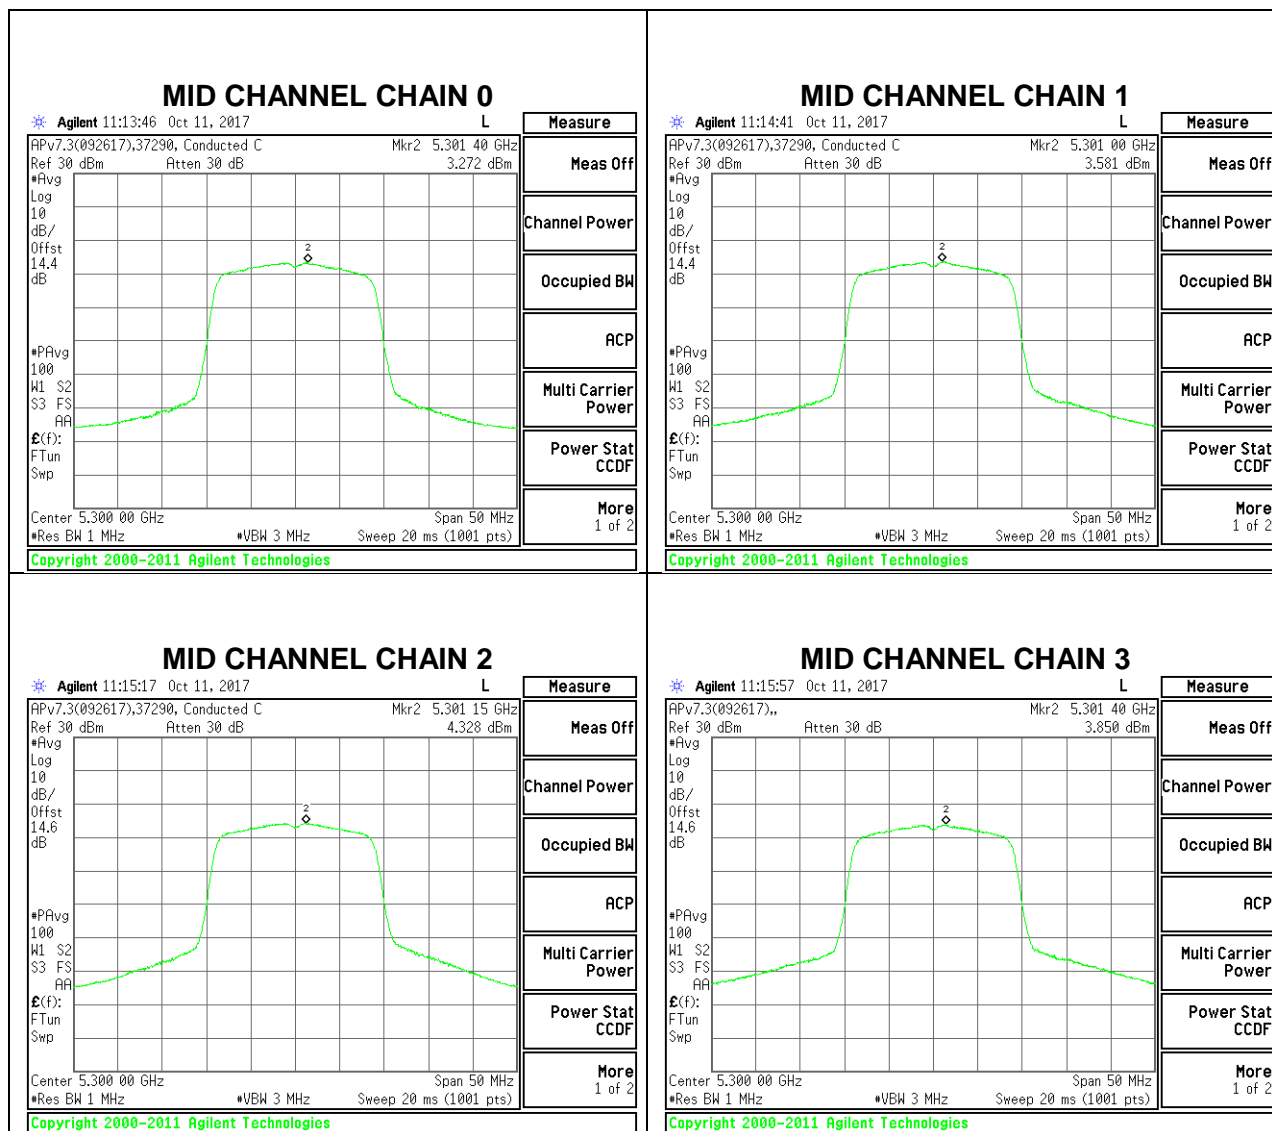 MID CHANNEL CHAIN 0
Agilent 11:13:46 Oct 11, 2017 L Measure
APv7.3(092617),37290, Conducted C Mkr2 5.301 40 GHz
Ref 30 dBm Atten 30 dB 3.272 dBm Meas Off
#Avg
Log
10 Channel Power
dB/
Offst 2
14.4
dB Occupied BW
ACP
#PAvg
100
W1 S2 Multi Carrier
S3 FS Power
AA
£(f): Power Stat
FTun CCDF
Swp
More
Center 5.300 00 GHz Span 50 MHz 1 of 2
#Res BW 1 MHz #VBW 3 MHz Sweep 20 ms (1001 pts)
Copyright 2000-2011 Agilent Technologies
MID CHANNEL CHAIN 1
Agilent 11:14:41 Oct 11, 2017 L Measure
APv7.3(092617),37290, Conducted C Mkr2 5.301 00 GHz
Ref 30 dBm Atten 30 dB 3.581 dBm Meas Off
#Avg
Log
10 Channel Power
dB/
Offst 2
14.4
dB Occupied BW
ACP
#PAvg
100
W1 S2 Multi Carrier
S3 FS Power
AA
£(f): Power Stat
FTun CCDF
Swp
More
Center 5.300 00 GHz Span 50 MHz 1 of 2
#Res BW 1 MHz #VBW 3 MHz Sweep 20 ms (1001 pts)
Copyright 2000-2011 Agilent Technologies
MID CHANNEL CHAIN 2
Agilent 11:15:17 Oct 11, 2017 L Measure
APv7.3(092617),37290, Conducted C Mkr2 5.301 15 GHz
Ref 30 dBm Atten 30 dB 4.328 dBm Meas Off
#Avg
Log
10 Channel Power
dB/
Offst 2
14.6
dB Occupied BW
ACP
#PAvg
100
W1 S2 Multi Carrier
S3 FS Power
AA
£(f): Power Stat
FTun CCDF
Swp
More
Center 5.300 00 GHz Span 50 MHz 1 of 2
#Res BW 1 MHz #VBW 3 MHz Sweep 20 ms (1001 pts)
Copyright 2000-2011 Agilent Technologies
MID CHANNEL CHAIN 3
Agilent 11:15:57 Oct 11, 2017 L Measure
APv7.3(092617),, Mkr2 5.301 40 GHz
Ref 30 dBm Atten 30 dB 3.850 dBm Meas Off
#Avg
Log
10 Channel Power
dB/
Offst 2
14.6
dB Occupied BW
ACP
#PAvg
100
W1 S2 Multi Carrier
S3 FS Power
AA
£(f): Power Stat
FTun CCDF
Swp
More
Center 5.300 00 GHz Span 50 MHz 1 of 2
#Res BW 1 MHz #VBW 3 MHz Sweep 20 ms (1001 pts)
Copyright 2000-2011 Agilent Technologies